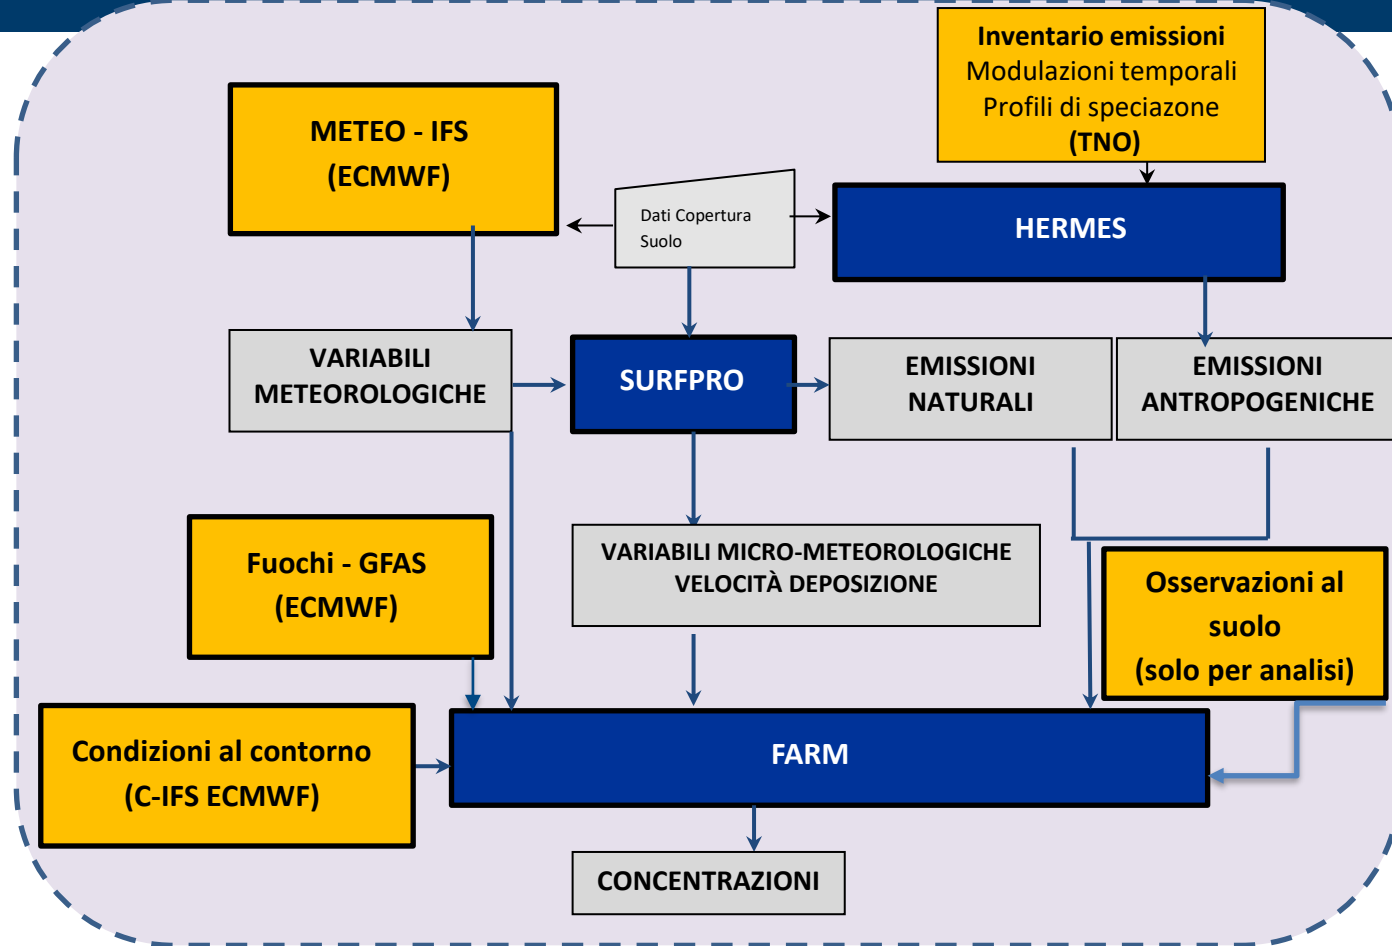 Inventario emissioni
Modulazioni temporali
Profili di speciazone
(TNO)
METEO - IFS
(ECMWF)
Dati Copertura
Suolo
HERMES
VARIABILI
METEOROLOGICHE
SURFPRO
EMISSIONI
NATURALI
EMISSIONI
ANTROPOGENICHE
Fuochi - GFAS
(ECMWF)
VARIABILI MICRO-METEOROLOGICHE
VELOCITÀ DEPOSIZIONE
Osservazioni al
suolo
(solo per analisi)
Condizioni al contorno
(C-IFS ECMWF)
FARM
CONCENTRAZIONI